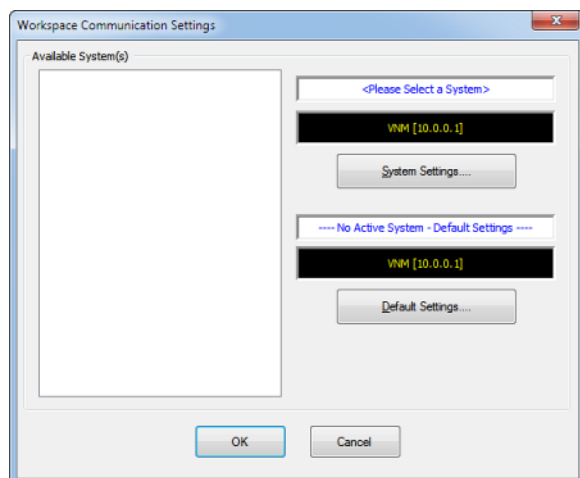 Workspace Communication Settings
Available System(s)
<Please Select a System>
VNM [10.0.0.1]
System Settings....
---- No Active System - Default Settings ----
VNM [10.0.0.1]
Default Settings....
OK
Cancel